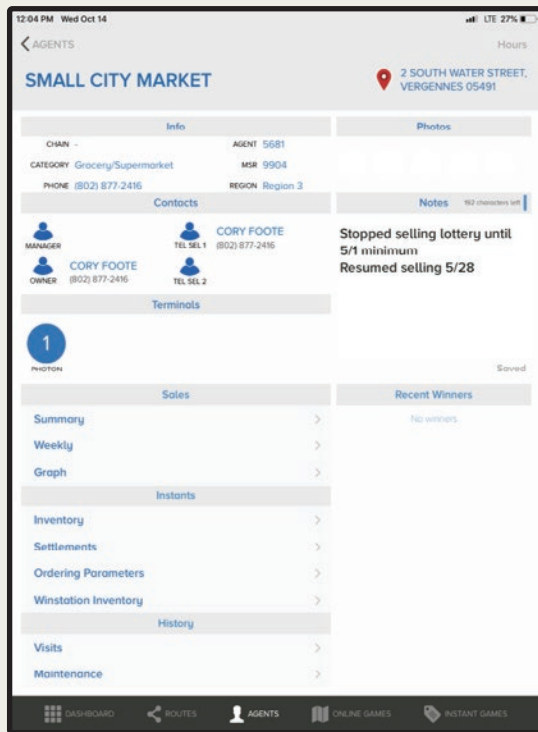 12:04 PM Wed Oct 14
LTE 27%
AGENTS
Hours
SMALL CITY MARKET
2 SOUTH WATER STREET,
VERGENNES 05491
Info
Photos
CHAIN -
AGENT 5681
CATEGORY Grocery/Supermarket
MSR 9904
PHONE (802) 877-2416
REGION Region 3
Contacts
Notes
192 characters left
MANAGER
TEL SEL 1
CORY FOOTE
(802) 877-2416
OWNER
CORY FOOTE
(802) 877-2416
TEL SEL 2
Stopped selling lottery until
5/1 minimum
Resumed selling 5/28
Saved
Terminals
1
PHOTON
Sales
Recent Winners
Summary
No winners
Weekly
Graph
Instants
Inventory
Settlements
Ordering Parameters
Winstation Inventory
History
Visits
Maintenance
DASHBOARD
ROUTES
AGENTS
ONLINE GAMES
INSTANT GAMES